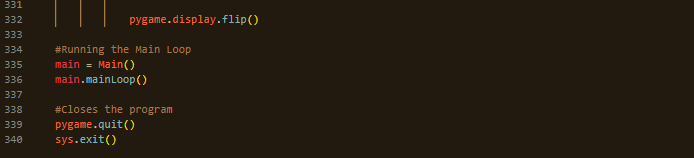 331
332 pygame.display.flip()
333
334 #Running the Main Loop
335 main = Main()
336 main.mainLoop()
337
338 #Closes the program
339 pygame.quit()
340 sys.exit()